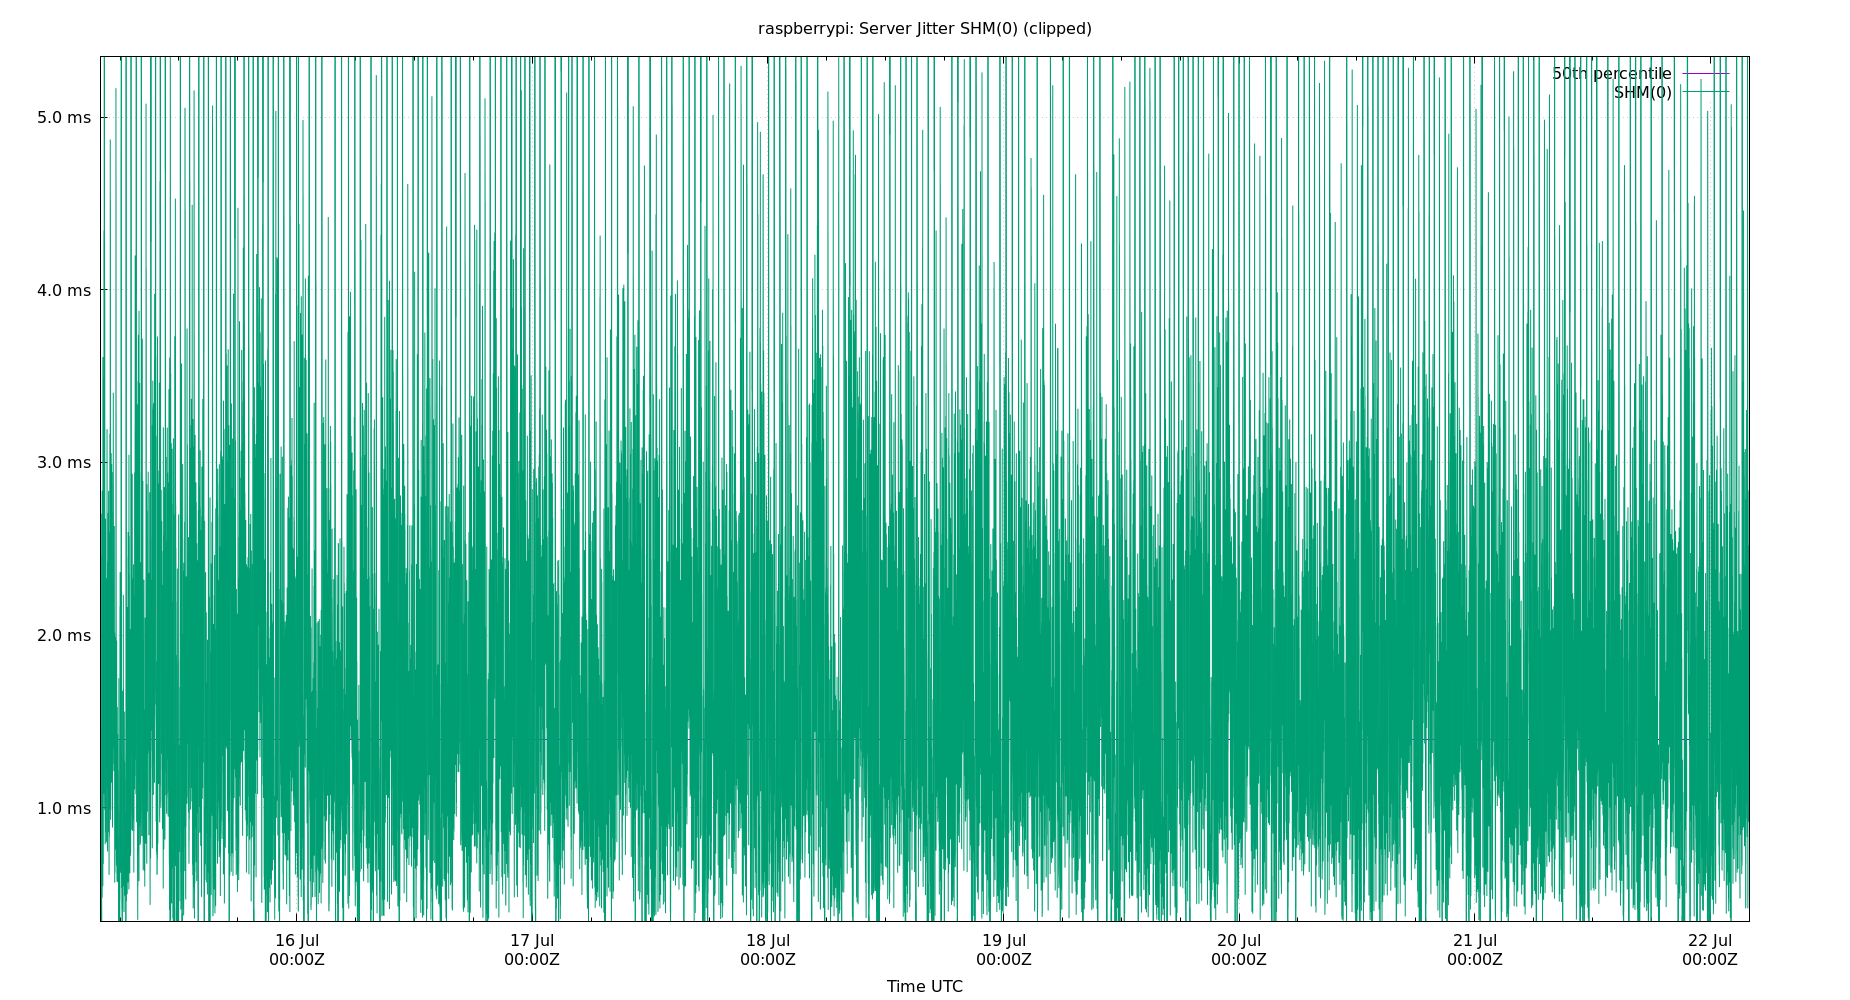 raspberrypi: Server Jitter SHM(0) (clipped)
50th percentile
SHM(0)
5.0 ms
4.0 ms
3.0 ms
2.0 ms
1.0 ms
16 Jul 17 Jul 18 Jul 19 Jul 20 Jul 21 Jul 22 Jul
00:00Z 00:00Z 00:00Z 00:00Z 00:00Z 00:00Z 00:00Z
Time UTC